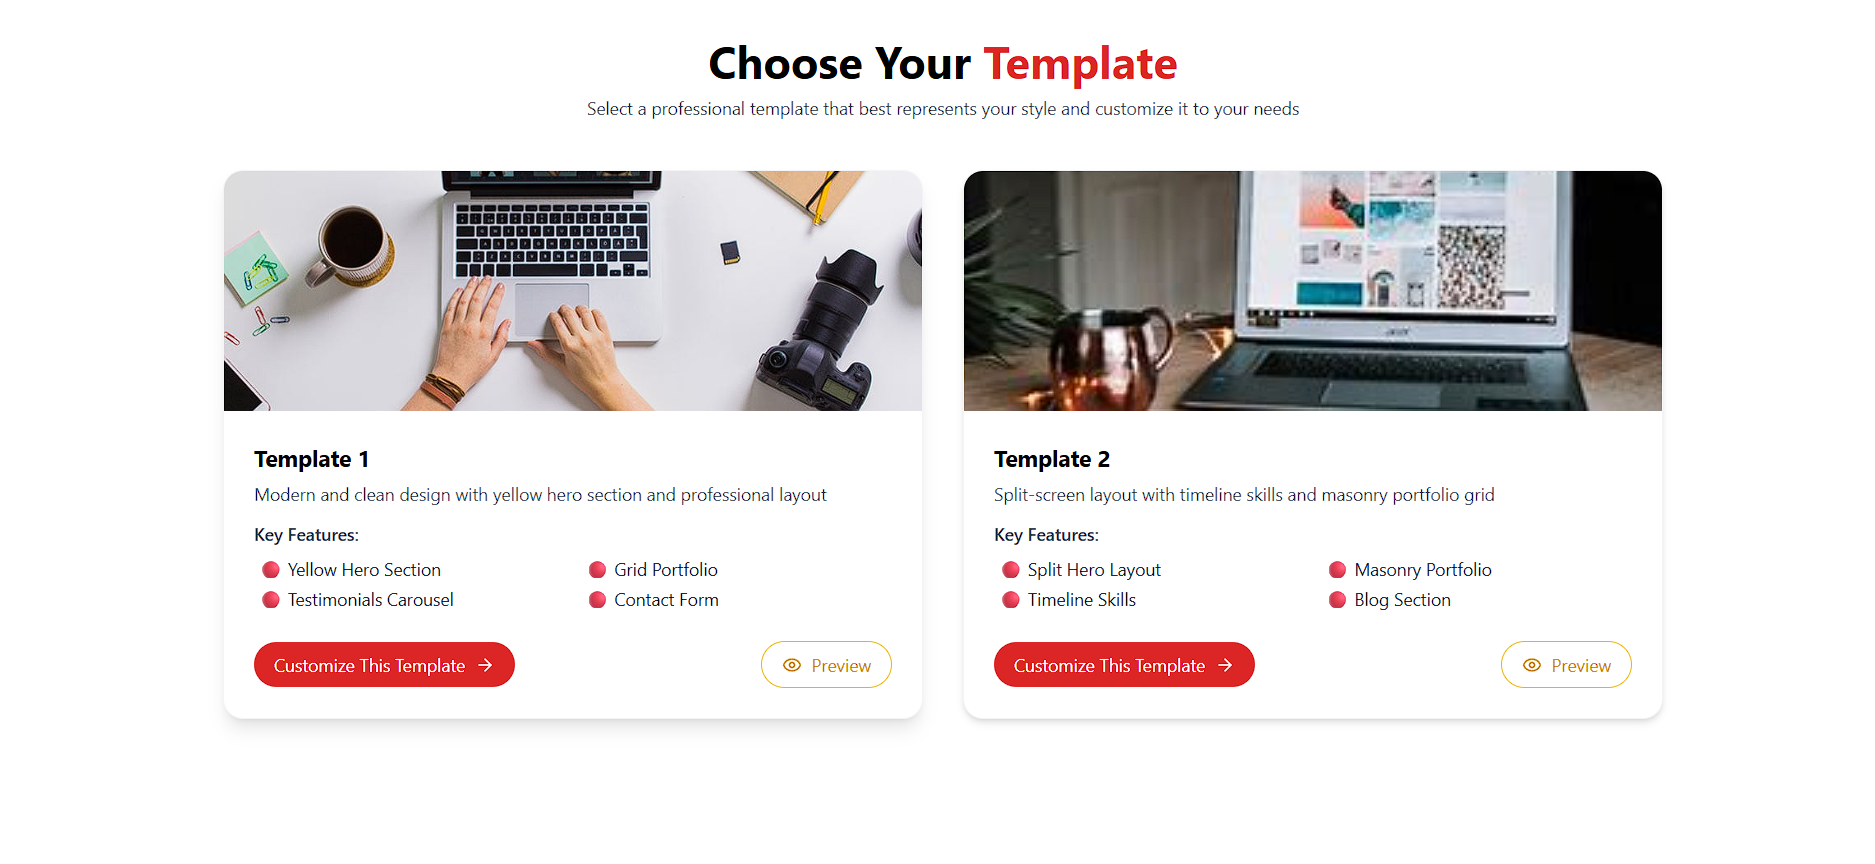 Choose Your Template
Select a professional template that best represents your style and customize it to your needs
Template 1
Modern and clean design with yellow hero section and professional layout
Key Features:
Yellow Hero Section
Grid Portfolio
Testimonials Carousel
Contact Form
Customize This Template
Preview
Template 2
Split-screen layout with timeline skills and masonry portfolio grid
Key Features:
Split Hero Layout
Masonry Portfolio
Timeline Skills
Blog Section
Customize This Template
Preview